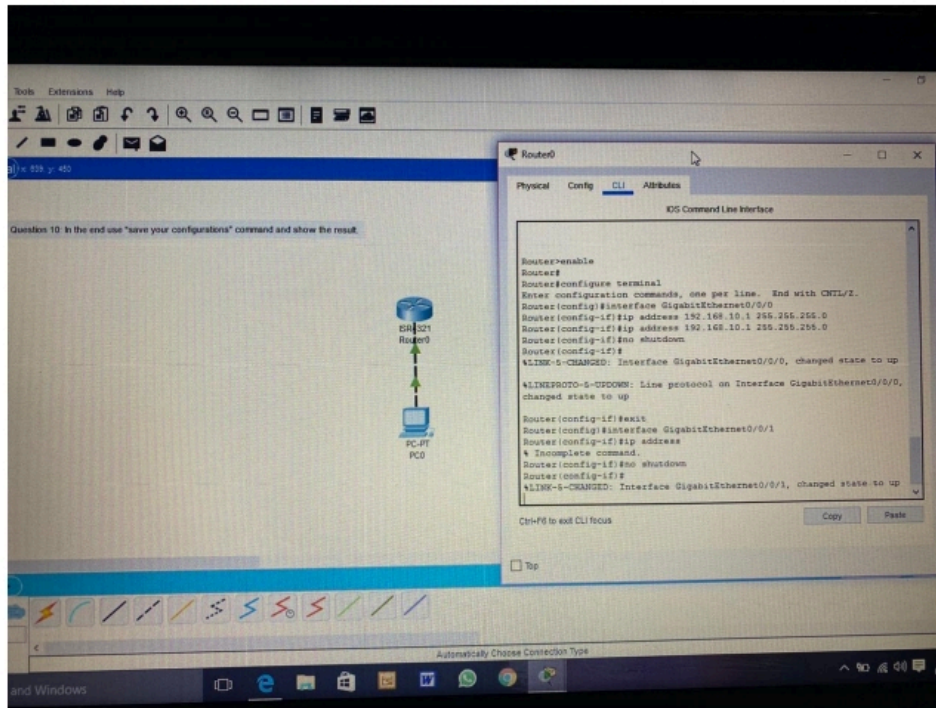 Tools Extensions Help
x: 839, y: 450
Router0
Physical Config CLI Attributes
IOS Command Line Interface
Question 10: In the end use "save your configurations" command and show the result.
Router>enable
Router#
Router#configure terminal
Enter configuration commands, one per line. End with CNTL/Z.
Router(config)#interface GigabitEthernet0/0/0
Router(config-if)#ip address 192.168.10.1 255.255.255.0
Router(config-if)#ip address 192.168.10.1 255.255.255.0
Router(config-if)#no shutdown
Router(config-if)#
%LINK-5-CHANGED: Interface GigabitEthernet0/0/0, changed state to up
%LINEPROTO-5-UPDOWN: Line protocol on Interface GigabitEthernet0/0/0,
changed state to up
Router(config-if)#exit
Router(config)#interface GigabitEthernet0/0/1
Router(config-if)#ip address
% Incomplete command.
Router(config-if)#no shutdown
Router(config-if)#
%LINK-5-CHANGED: Interface GigabitEthernet0/0/1, changed state to up
Router0
PC-PT
PC0
Ctrl+F6 to exit CLI focus
Copy Paste
Top
Automatically Choose Connection Type
and Windows